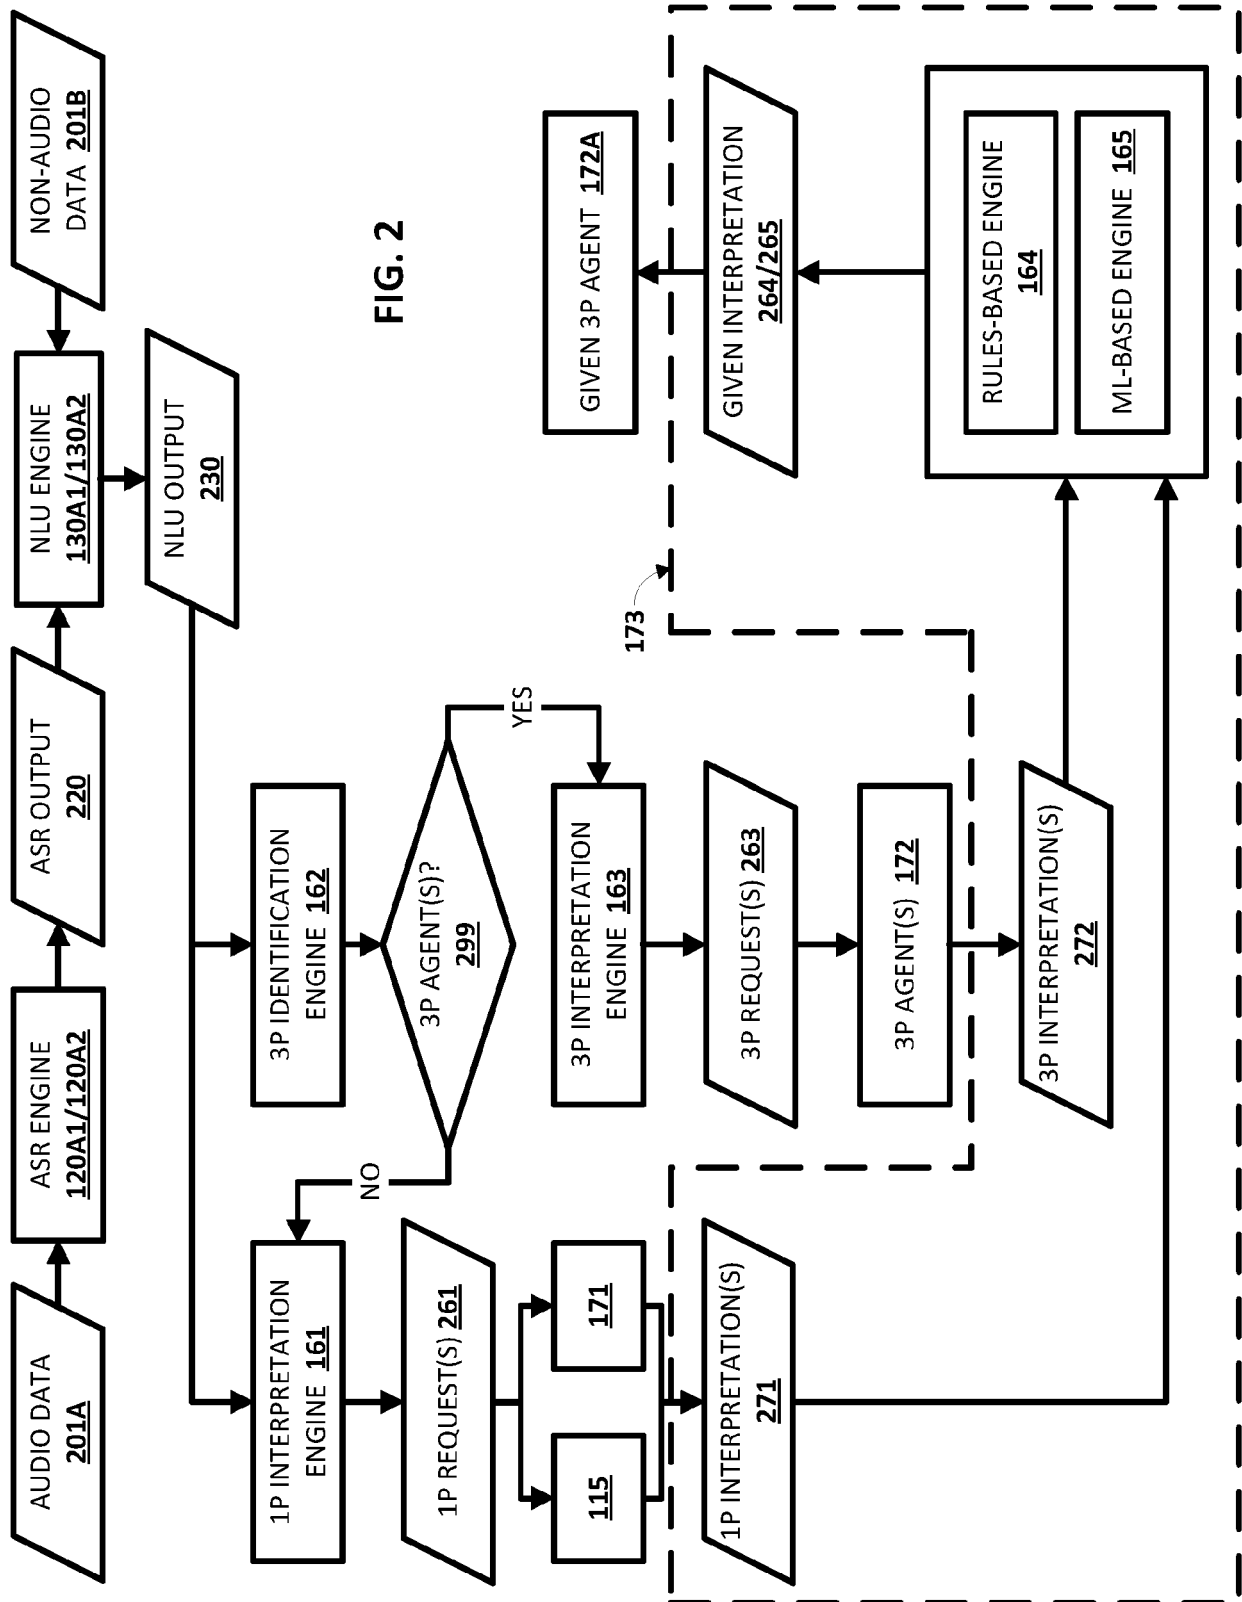 AUDIO DATA
201A
ASR ENGINE
120A1/120A2
ASR OUTPUT
220
NLU ENGINE
130A1/130A2
NON-AUDIO
DATA 201B
NLU OUTPUT
230
1P INTERPRETATION
ENGINE 161
3P IDENTIFICATION
ENGINE 162
NO
3P AGENT(S)?
299
YES
FIG. 2
1P REQUEST(S) 261
3P INTERPRETATION
ENGINE 163
115
171
3P REQUEST(S) 263
173
GIVEN 3P AGENT 172A
1P INTERPRETATION(S)
271
3P AGENT(S) 172
GIVEN INTERPRETATION
264/265
3P INTERPRETATION(S)
272
RULES-BASED ENGINE
164
ML-BASED ENGINE 165